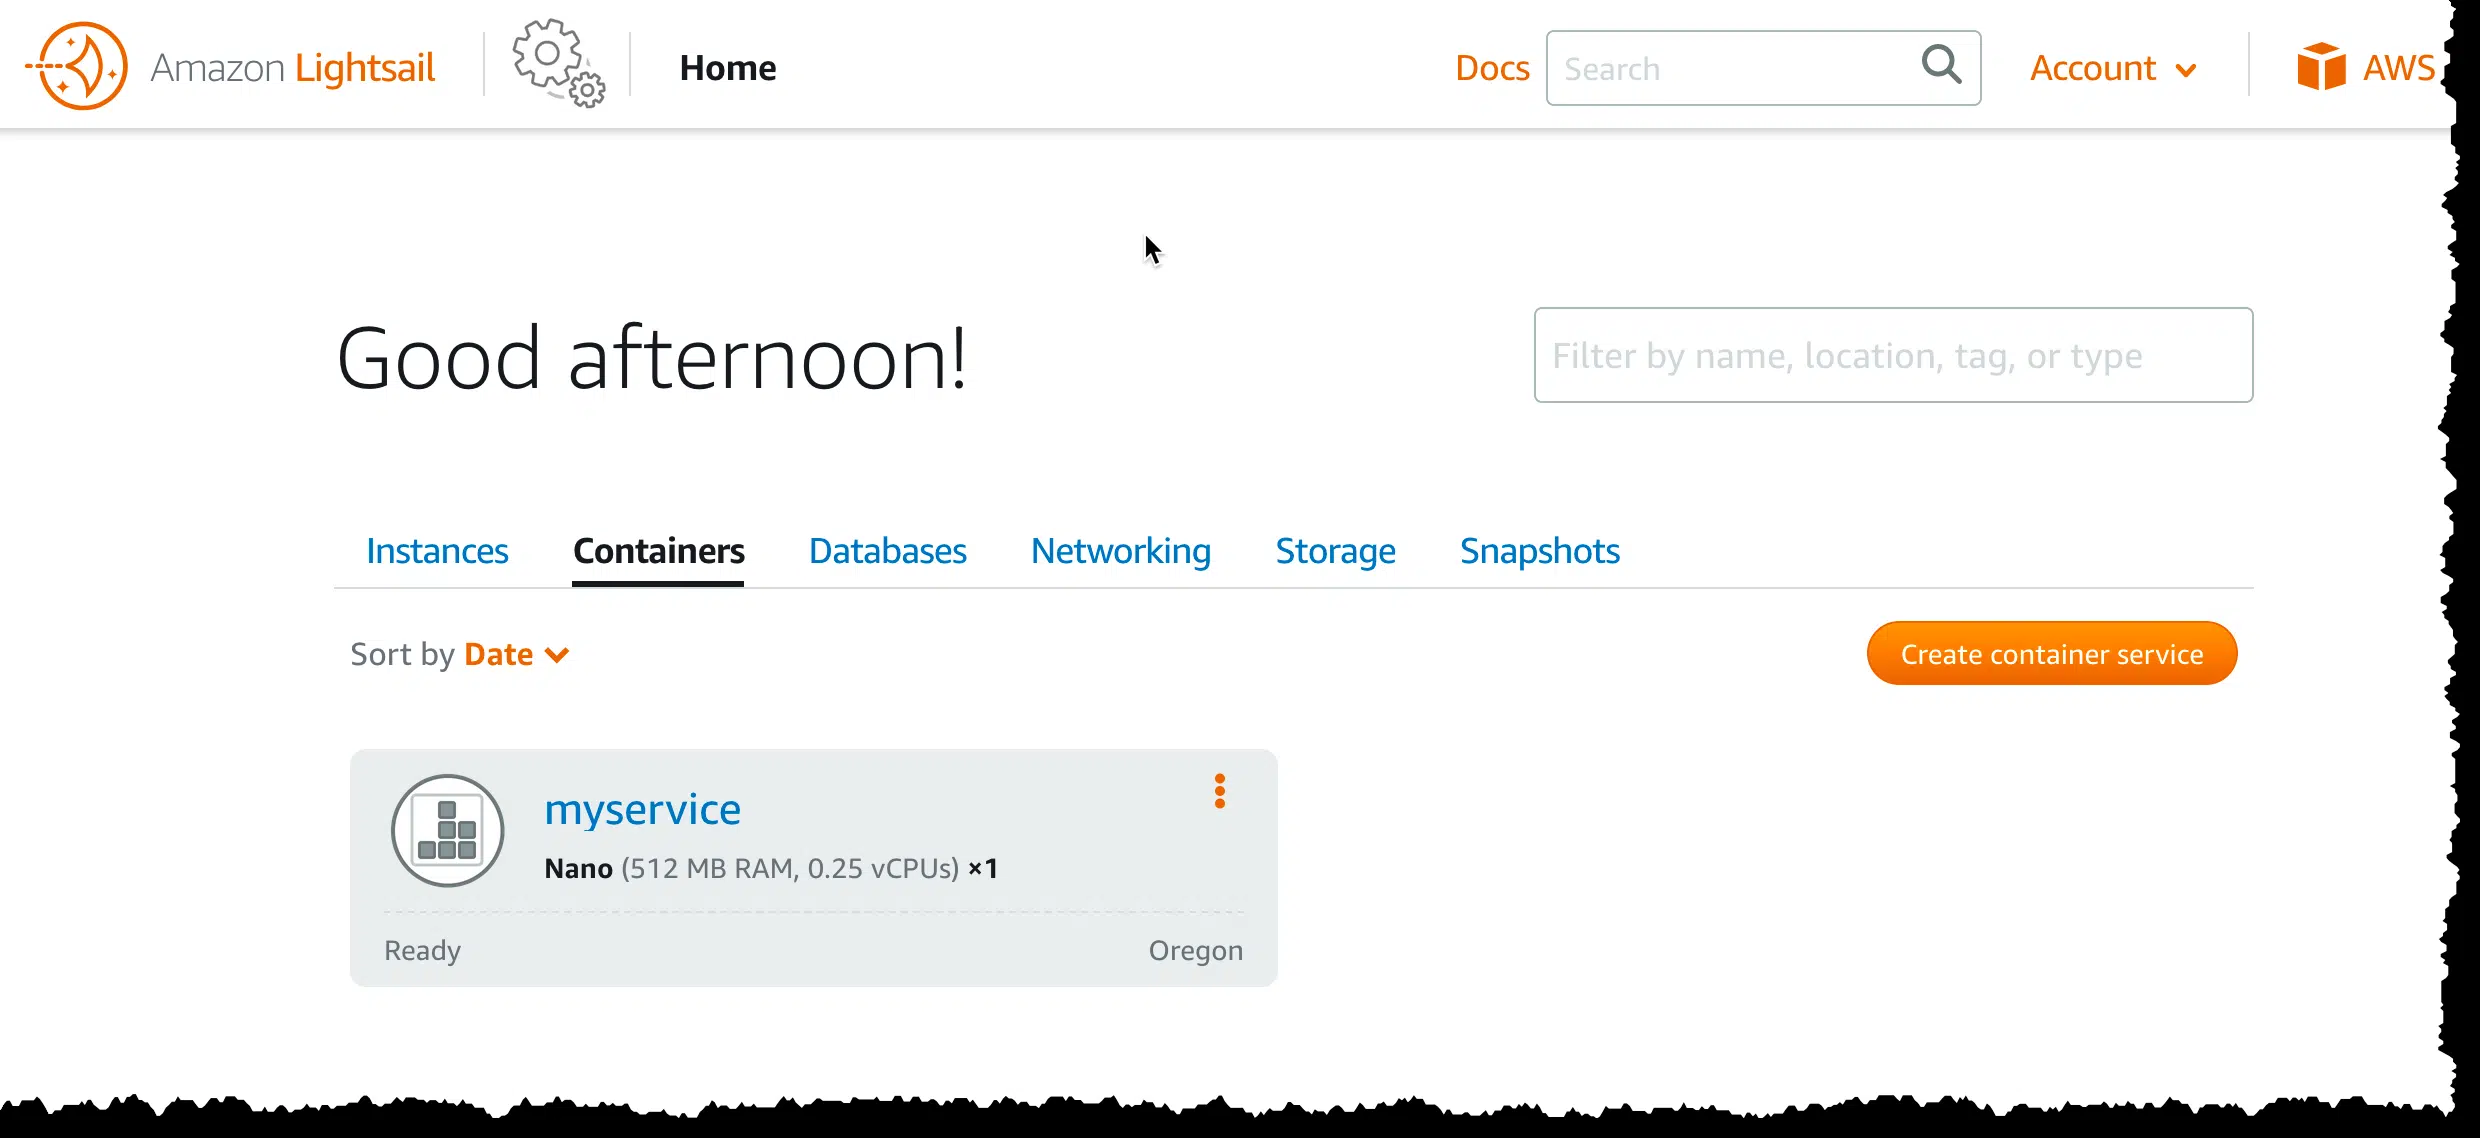 Amazon Lightsail Home Docs Search Account AWS
Good afternoon! Filter by name, location, tag, or type
Instances Containers Databases Networking Storage Snapshots
Sort by Date Create container service
myservice
Nano (512 MB RAM, 0.25 vCPUs) ×1
Ready Oregon